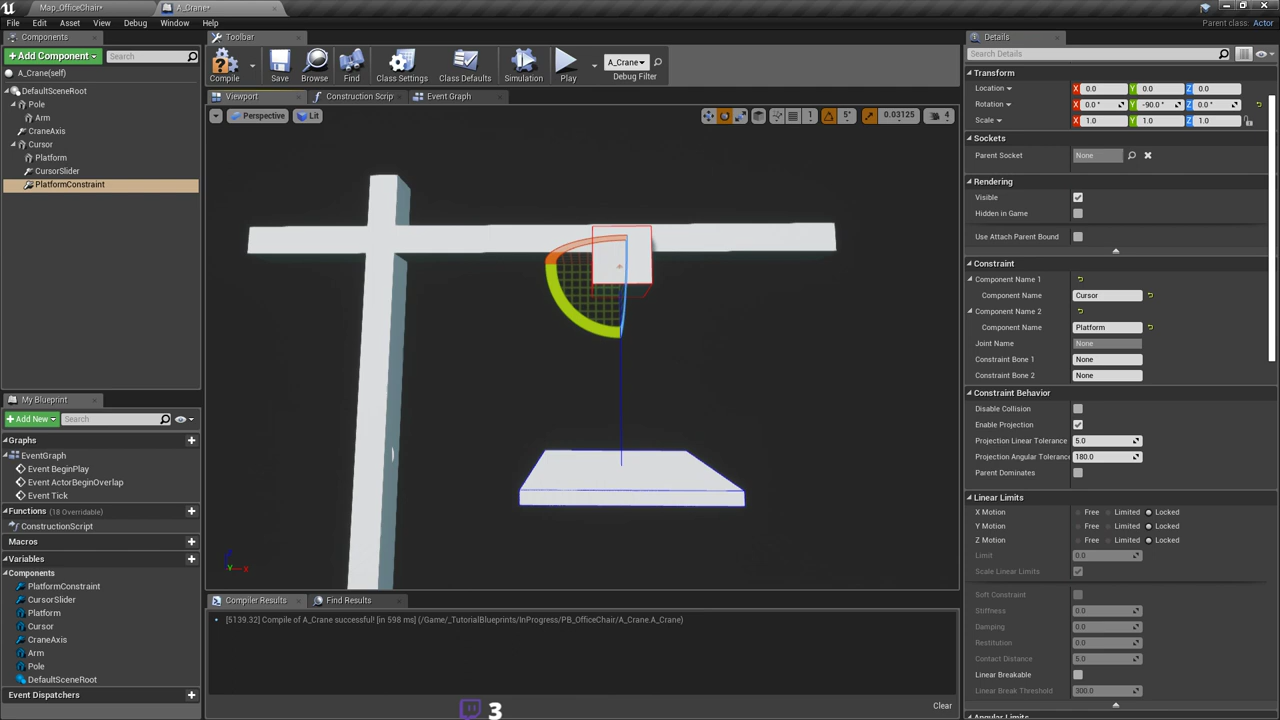 Map_OfficeChair*
A_Crane*
File Edit Asset View Debug Window Help
Parent class: Actor
Components
Add Component
Search
A_Crane(self)
DefaultSceneRoot
Pole
Arm
CraneAxis
Cursor
Platform
CursorSlider
PlatformConstraint
My Blueprint
Add New
Search
Graphs
EventGraph
Event BeginPlay
Event ActorBeginOverlap
Event Tick
Functions (18 Overridable)
ConstructionScript
Macros
Variables
Components
PlatformConstraint
CursorSlider
Platform
Cursor
CraneAxis
Arm
Pole
DefaultSceneRoot
Event Dispatchers
Toolbar
Compile
Save
Browse
Find
Class Settings
Class Defaults
Simulation
Play
A_Crane
Debug Filter
Viewport
Construction Scrip
Event Graph
Perspective
Lit
1
5°
0.03125
4
Z
Y
X
Compiler Results
Find Results
[5139.32] Compile of A_Crane successful! [in 598 ms] (/Game/_TutorialBlueprints/InProgress/PB_OfficeChair/A_Crane.A_Crane)
Clear
3
Details
Search Details
Transform
Location X 0.0 Y 0.0 Z 0.0
Rotation X 0.0 ° Y -90.0 ° Z 0.0 °
Scale X 1.0 Y 1.0 Z 1.0
Sockets
Parent Socket None
Rendering
Visible
Hidden in Game
Use Attach Parent Bound
Constraint
Component Name 1
Component Name Cursor
Component Name 2
Component Name Platform
Joint Name None
Constraint Bone 1 None
Constraint Bone 2 None
Constraint Behavior
Disable Collision
Enable Projection
Projection Linear Tolerance 5.0
Projection Angular Tolerance 180.0
Parent Dominates
Linear Limits
X Motion Free Limited Locked
Y Motion Free Limited Locked
Z Motion Free Limited Locked
Limit 0.0
Scale Linear Limits
Soft Constraint
Stiffness 0.0
Damping 0.0
Restitution 0.0
Contact Distance 5.0
Linear Breakable
Linear Break Threshold 300.0
Angular Limits